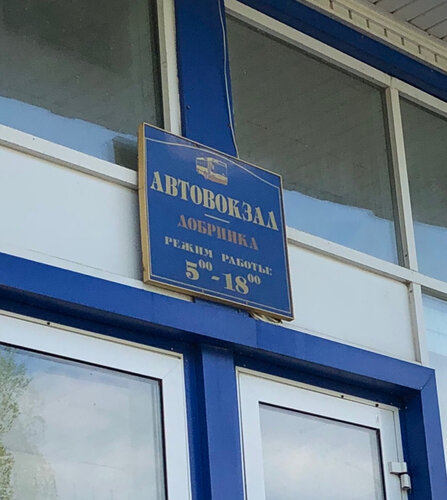 АВТОВОКЗАЛ
ДОБРИНКА
РЕЖИМ РАБОТЫ:
5⁰⁰ - 18⁰⁰